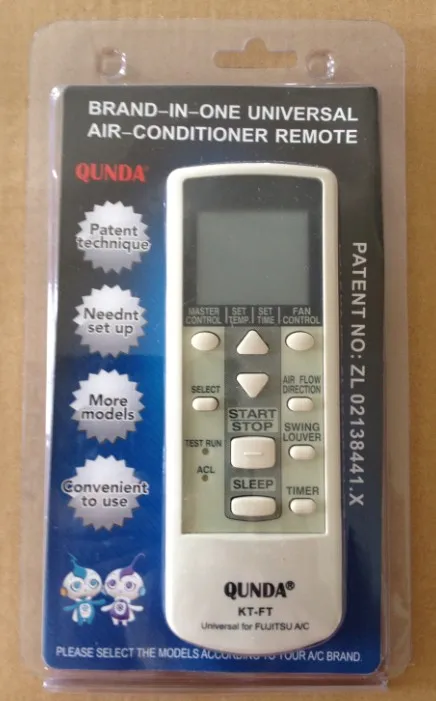 BRAND-IN-ONE UNIVERSAL
AIR-CONDITIONER REMOTE
QUNDA®
Patent
technique
Neednt
set up
More
models
Convenient
to use
PATENT NO: ZL 02138441.X
MASTER CONTROL
SET TEMP.
SET TIME
FAN CONTROL
SELECT
AIR FLOW
DIRECTION
START
STOP
SWING
LOUVER
TEST RUN
ACL
SLEEP
TIMER
QUNDA®
KT-FT
Universal for FUJITSU A/C
PLEASE SELECT THE MODELS ACCORDING TO YOUR A/C BRAND.